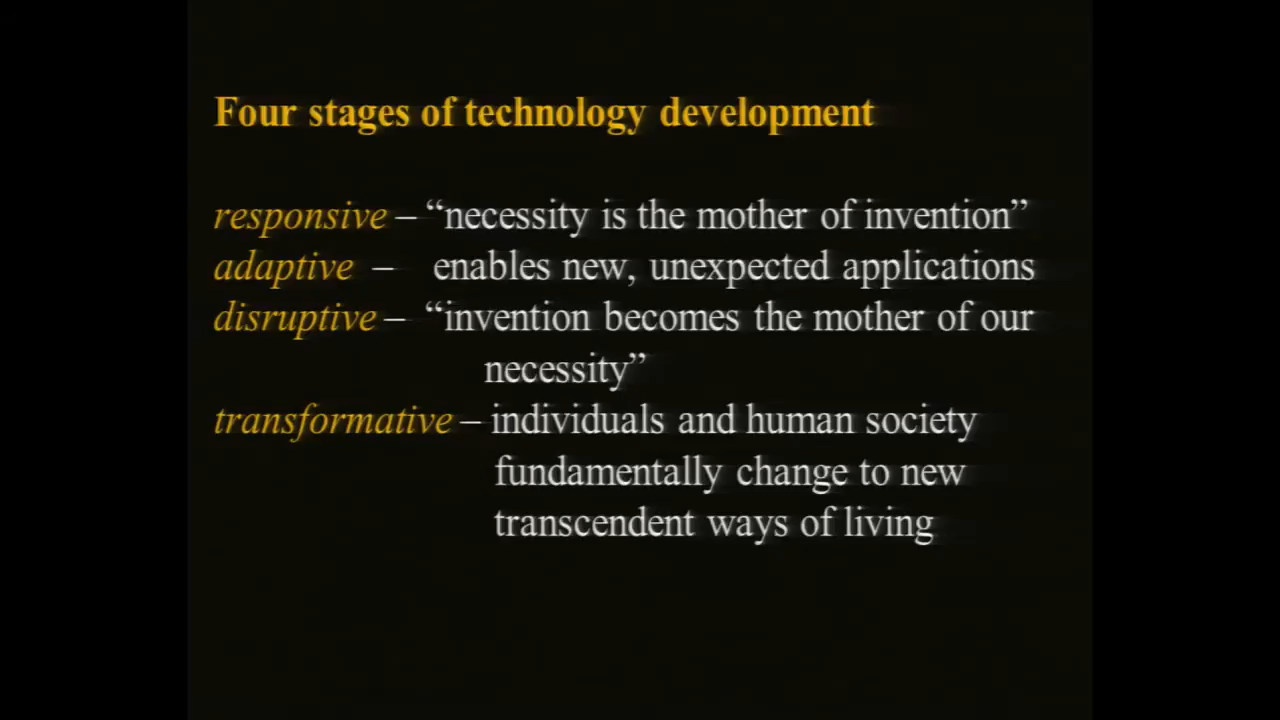 Four stages of technology development
responsive – “necessity is the mother of invention”
adaptive – enables new, unexpected applications
disruptive – “invention becomes the mother of our
necessity”
transformative – individuals and human society
fundamentally change to new
transcendent ways of living